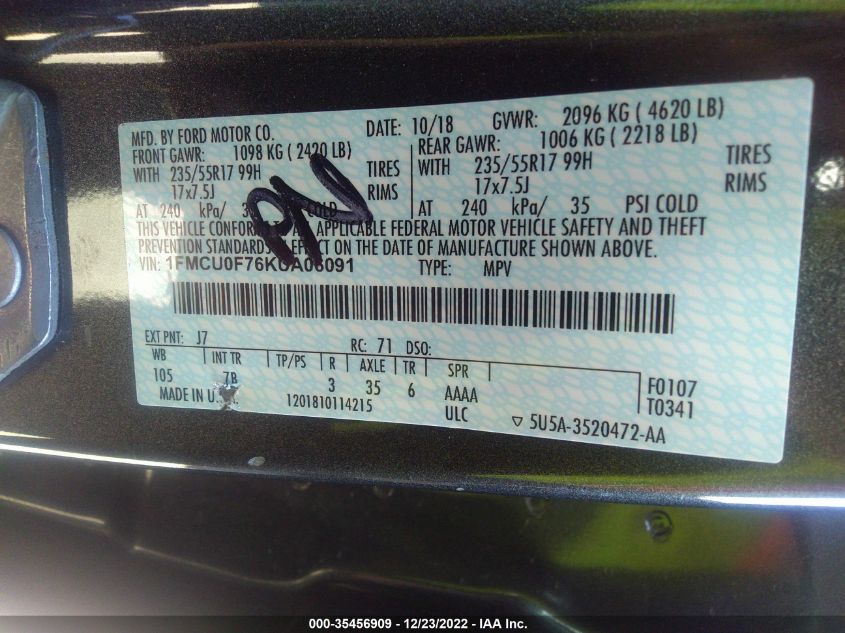 MFD. BY FORD MOTOR CO. DATE: 10/18 GVWR: 2096 KG ( 4620 LB)
FRONT GAWR: 1098 KG ( 2420 LB) REAR GAWR: 1006 KG ( 2218 LB)
WITH 235/55R17 99H TIRES WITH 235/55R17 99H TIRES
17x7.5J RIMS 17x7.5J RIMS
AT 240 kPa/ COLD AT 240 kPa/ 35 PSI COLD
THIS VEHICLE CONFORMS TO ALL APPLICABLE FEDERAL MOTOR VEHICLE SAFETY AND THEFT
PREVENTION STANDARDS EFFECT ON THE DATE OF MANUFACTURE SHOWN ABOVE.
VIN: 1FMCU0F76KUA06091 TYPE: MPV
EXT PNT: J7 RC: 71 DSO:
WB INT TR TP/PS R AXLE TR SPR
105 7B 3 35 6 AAAA F0107
MADE IN 1201810114215 ULC T0341
5U5A-3520472-AA
000-35456909 - 12/23/2022 - IAA Inc.